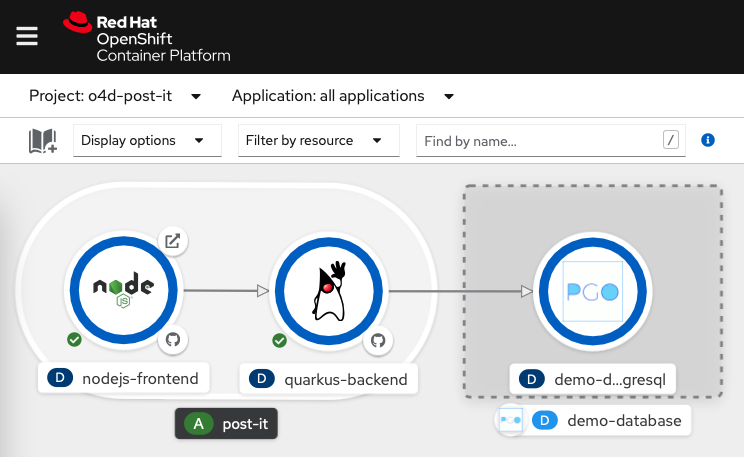 Red Hat
OpenShift
Container Platform
Project: o4d-post-it
Application: all applications
Display options
Filter by resource
Find by name...
/
i
node
JS
PGO
D nodejs-frontend
D quarkus-backend
D demo-d...gresql
A post-it
PGO
D demo-database